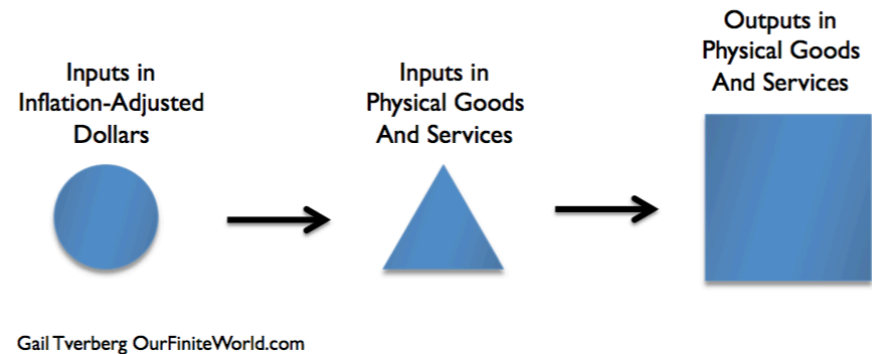 Inputs in
Inflation-Adjusted
Dollars
Inputs in
Physical Goods
And Services
Outputs in
Physical Goods
And Services
Gail Tverberg OurFiniteWorld.com